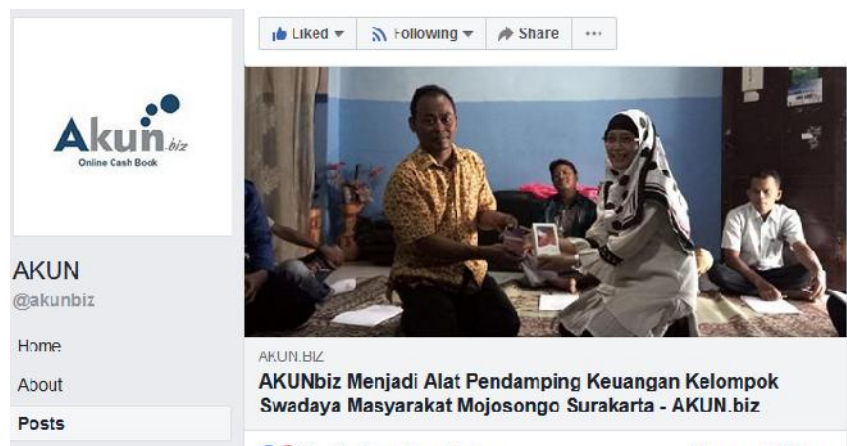 Liked
Following
Share
Akun.biz
Online Cash Book
AKUN
@akunbiz
Home
About
Posts
AKUN.BIZ
AKUNbiz Menjadi Alat Pendamping Keuangan Kelompok
Swadaya Masyarakat Mojosongo Surakarta - AKUN.biz